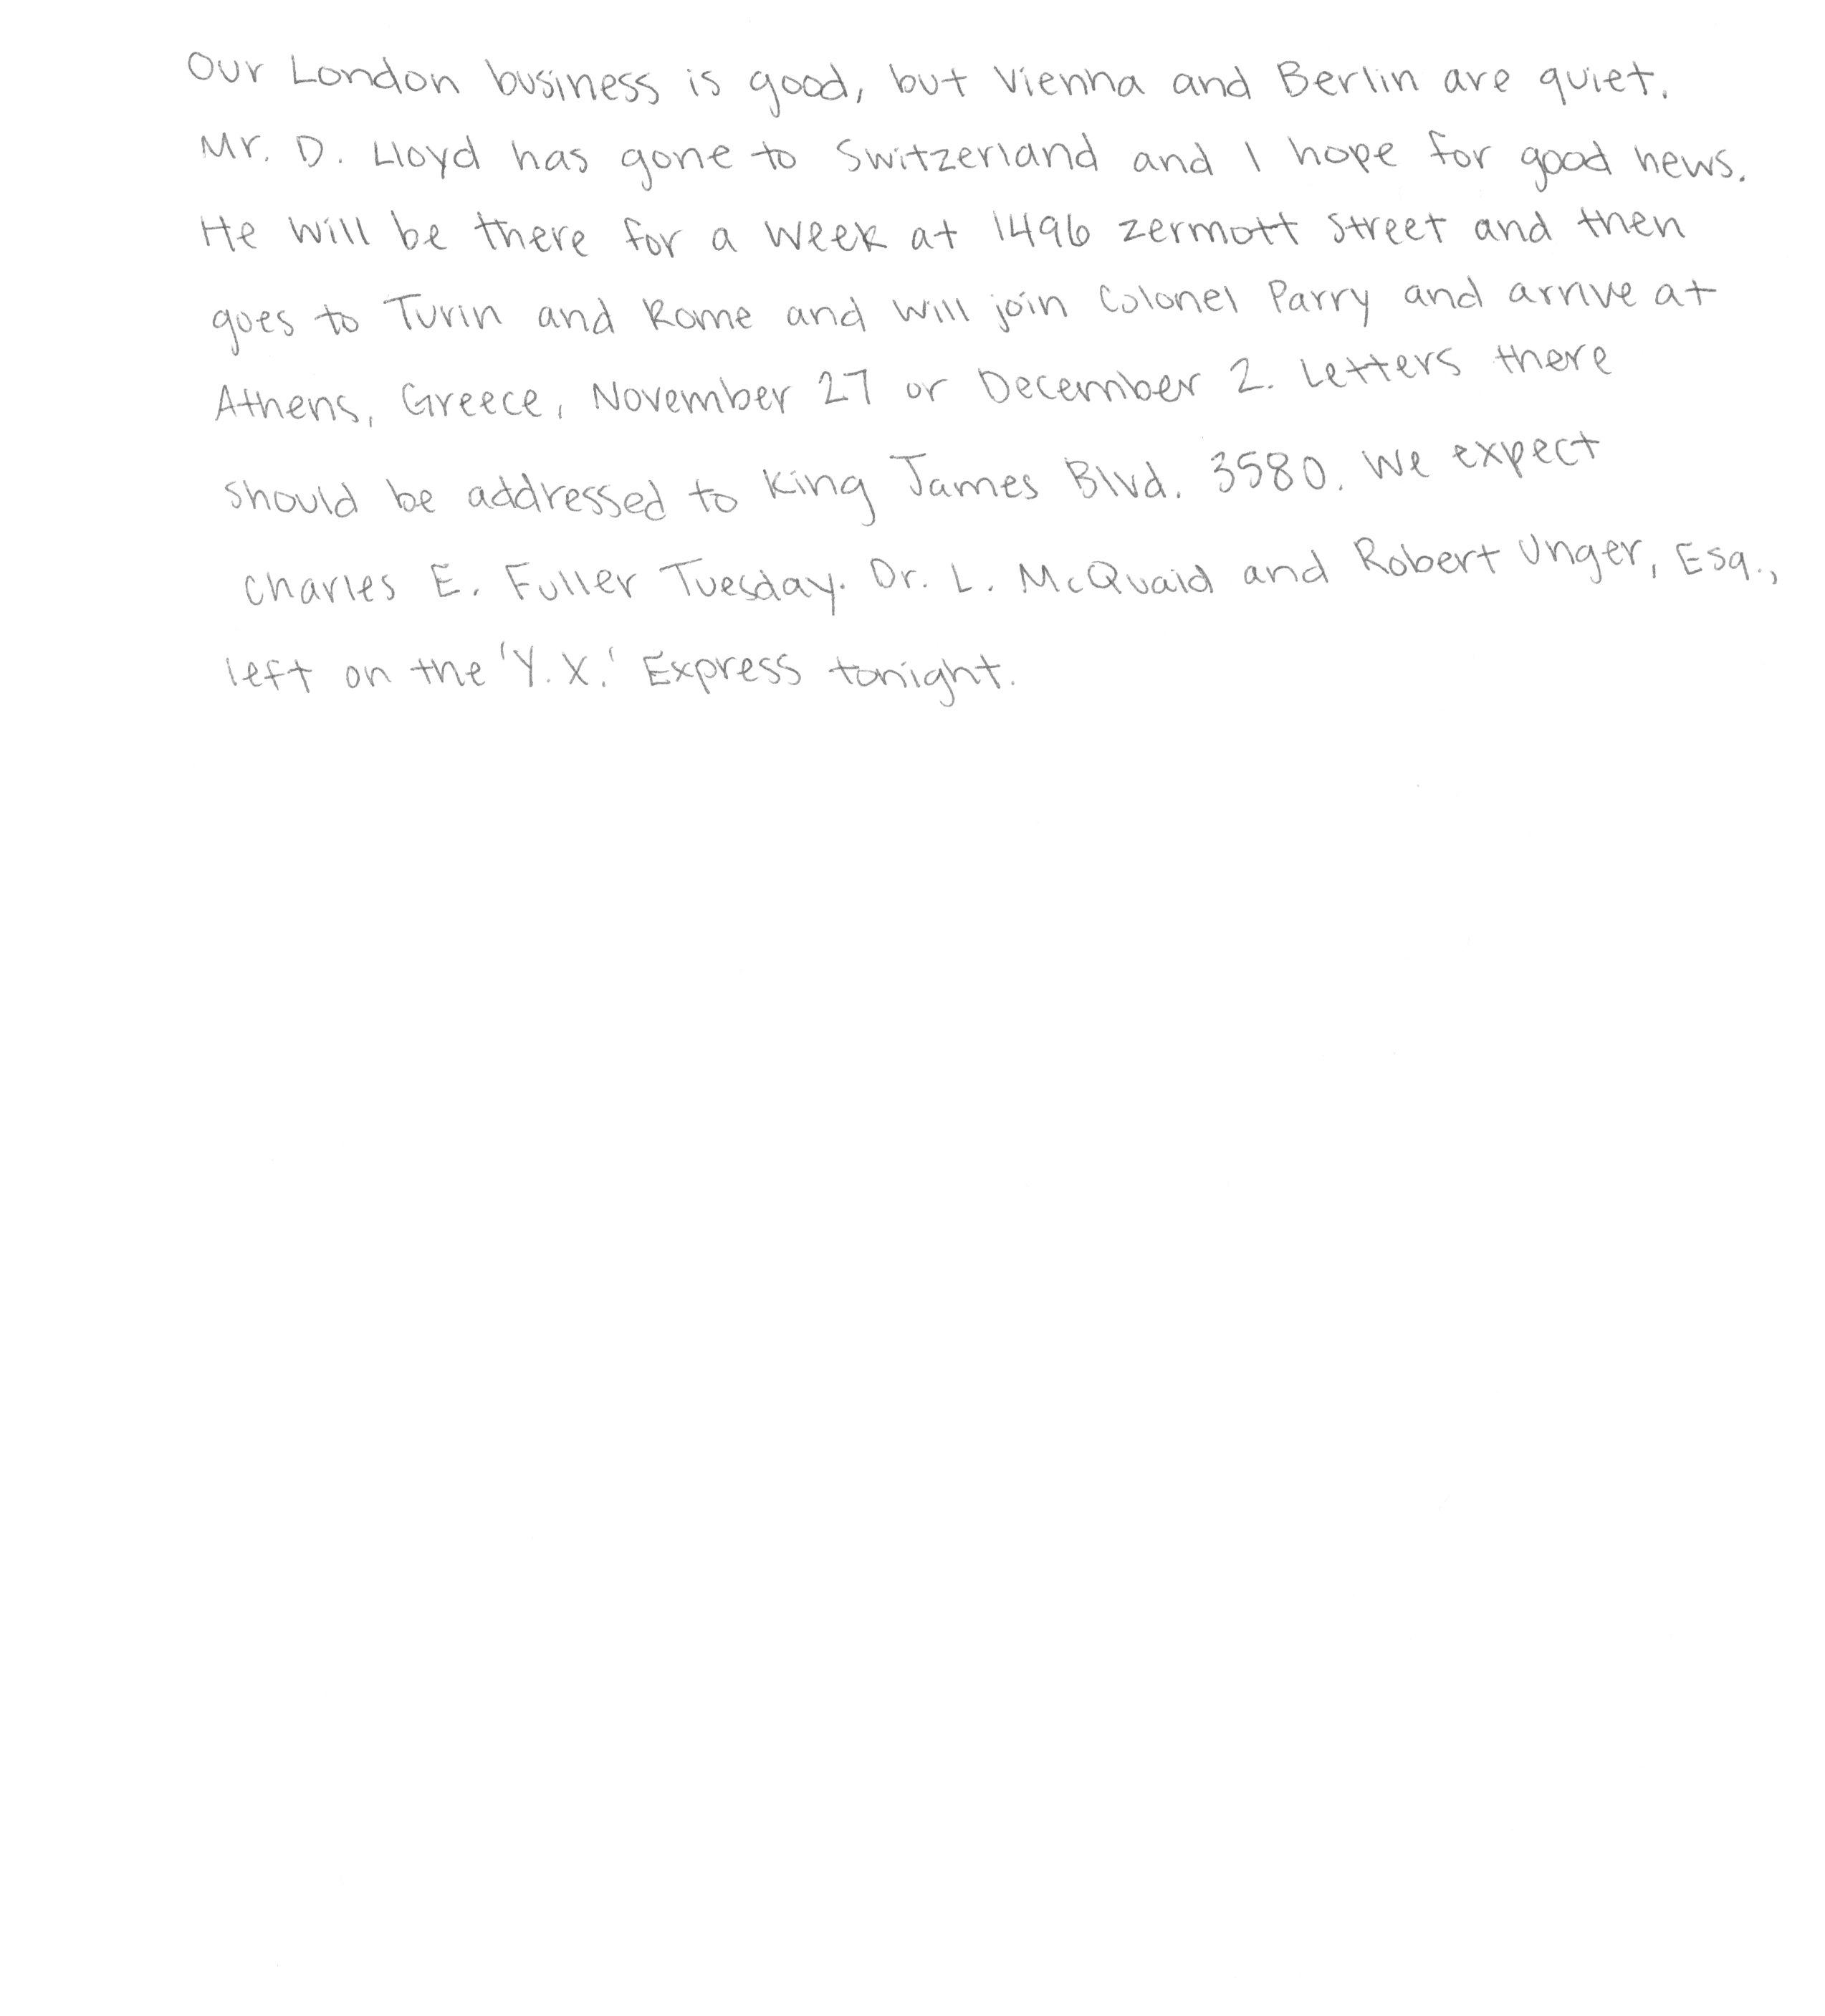 Our London business is good, but Vienna and Berlin are quiet.
Mr. D. Lloyd has gone to Switzerland and I hope for good news.
He will be there for a week at 1496 Zermott Street and then
goes to Turin and Rome and will join Colonel Parry and arrive at
Athens, Greece, November 27 or December 2. Letters there
should be addressed to King James Blvd. 3580. We expect
Charles E. Fuller Tuesday. Dr. L. McQuaid and Robert Unger, Esq.,
left on the 'Y.X.' Express tonight.